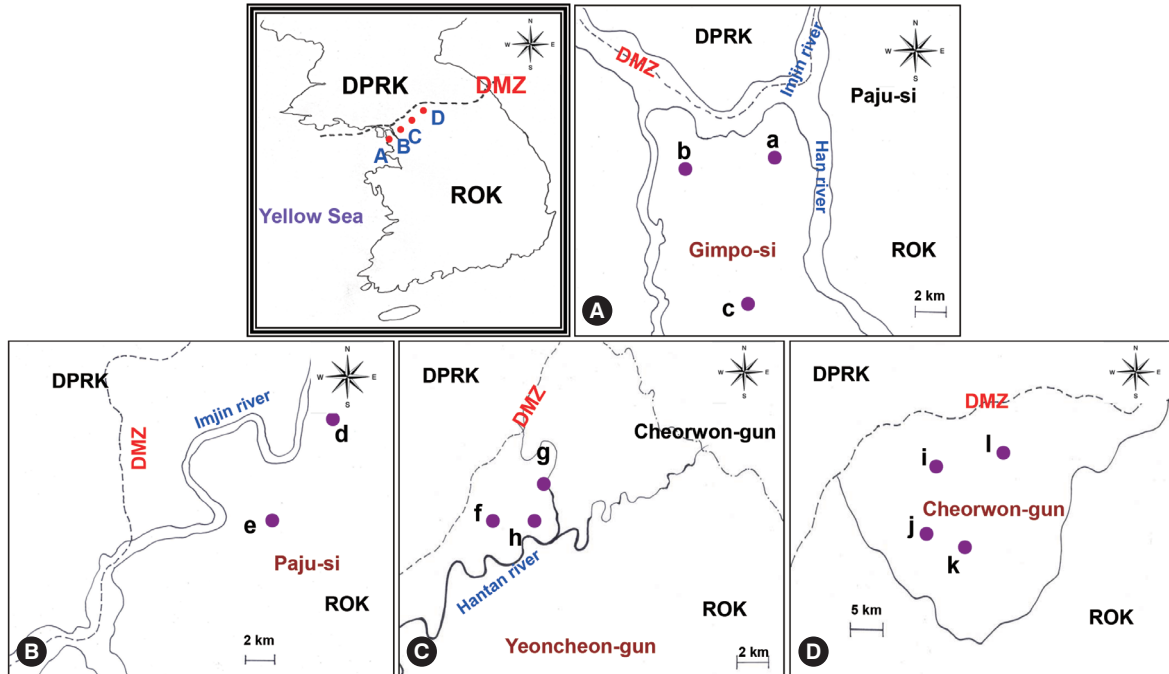 N
W E
S
DPRK
DMZ
D
C
B
A
ROK
Yellow Sea
DPRK
N
W E
S
DMZ
Imjin river
Paju-si
b
a
Han river
Gimpo-si
ROK
c
2 km
A
DPRK
N
W E
S
Imjin river
d
DMZ
e
Paju-si
ROK
2 km
B
DPRK
N
W E
S
DMZ
Cheorwon-gun
g
f
h
Hantan river
ROK
Yeoncheon-gun
2 km
C
DPRK
N
W E
S
DMZ
i
l
Cheorwon-gun
j
k
5 km
ROK
D